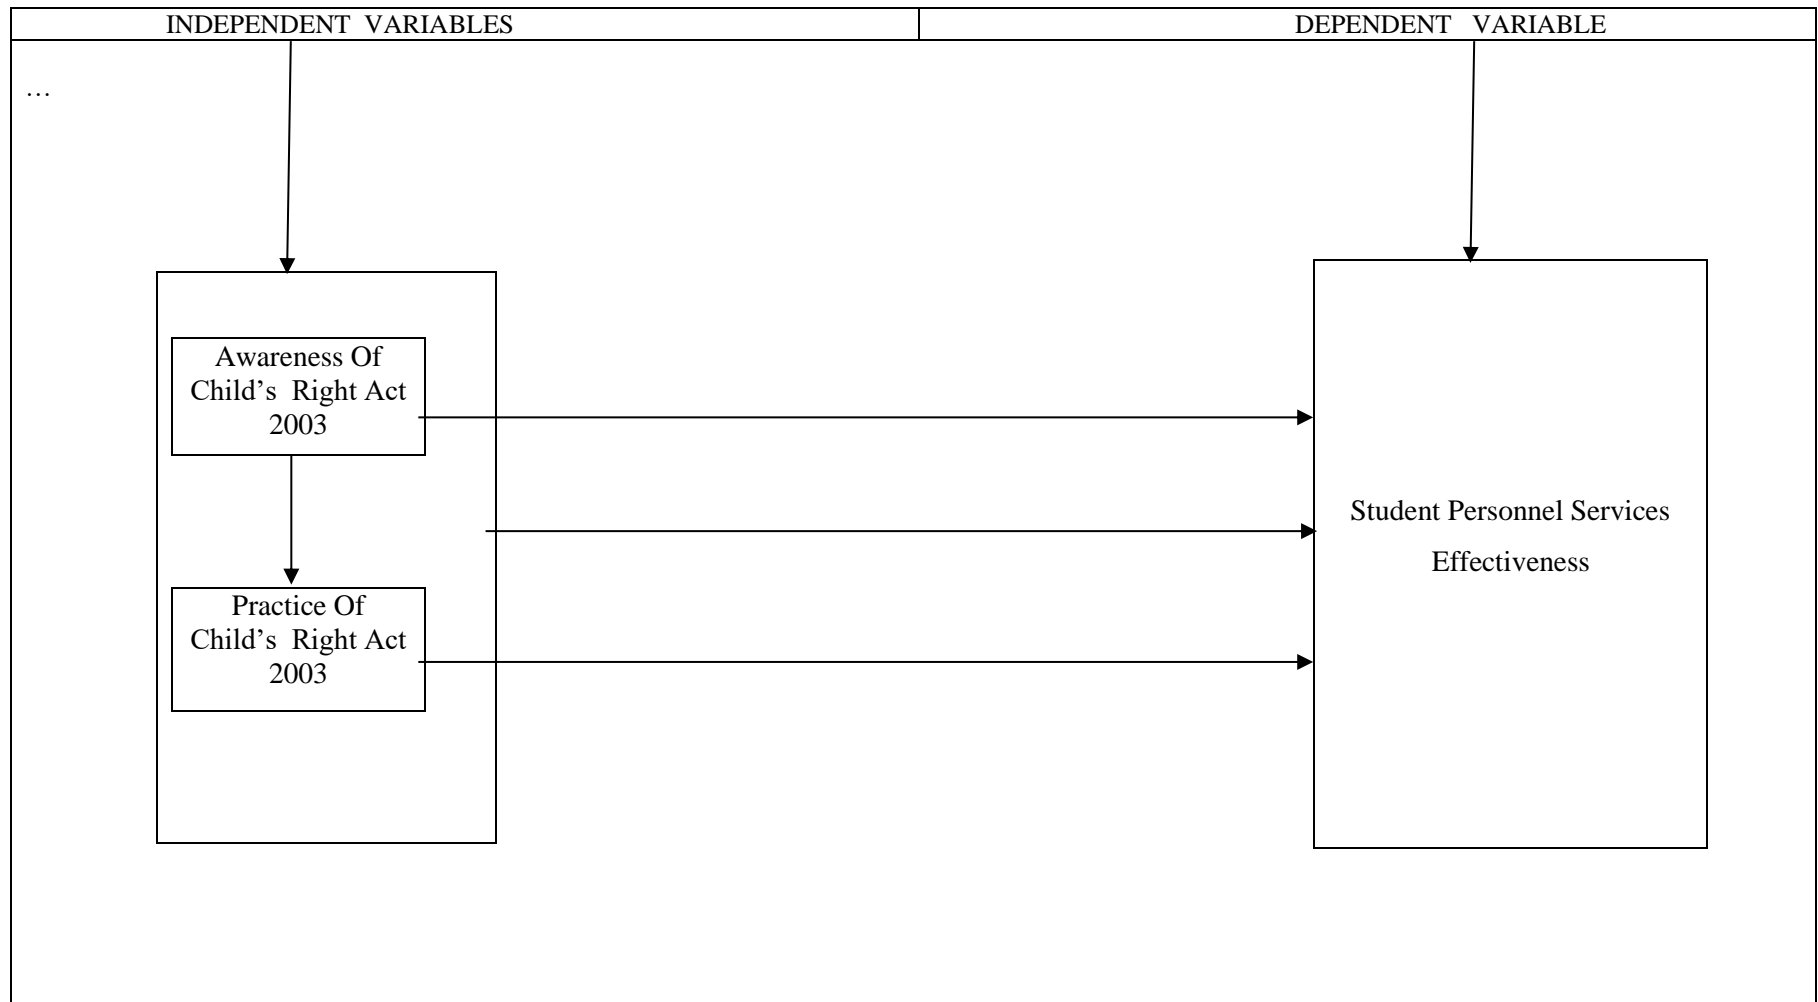 INDEPENDENT  VARIABLES
DEPENDENT   VARIABLE
…
Awareness Of
Child’s  Right Act
2003
Practice Of
Child’s  Right Act
2003
Student Personnel Services
Effectiveness